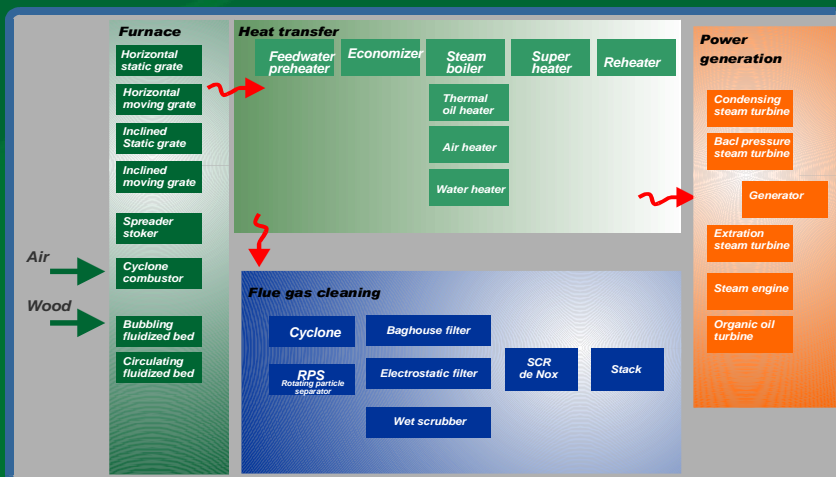 Furnace
Horizontal
static grate
Horizontal
moving grate
Inclined
Static grate
Inclined
moving grate
Spreader
stoker
Cyclone
combustor
Bubbling
fluidized bed
Circulating
fluidized bed
Air
Wood
Heat transfer
Feedwater
preheater
Economizer
Steam
boiler
Super
heater
Reheater
Thermal
oil heater
Air heater
Water heater
Flue gas cleaning
Cyclone
RPS
Rotating particle
separator
Baghouse filter
Electrostatic filter
Wet scrubber
SCR
de Nox
Stack
Power
generation
Condensing
steam turbine
Bacl pressure
steam turbine
Generator
Extration
steam turbine
Steam engine
Organic oil
turbine